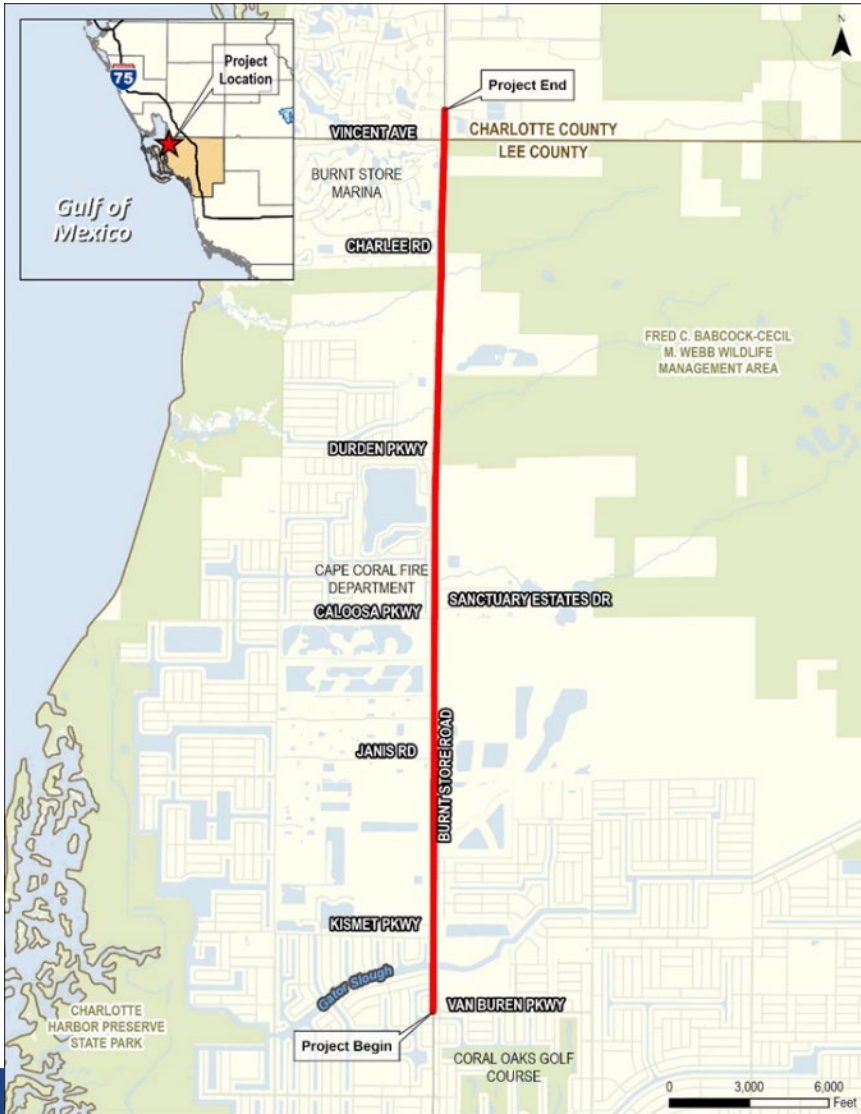 N
Project
Location
75
Gulf of
Mexico
Project End
VINCENT AVE
CHARLOTTE COUNTY
LEE COUNTY
BURNT STORE
MARINA
CHARLEE RD
FRED C. BABCOCK-CECIL
M. WEBB WILDLIFE
MANAGEMENT AREA
DURDEN PKWY
CAPE CORAL FIRE
DEPARTMENT
CALOOSA PKWY
SANCTUARY ESTATES DR
BURNT STORE ROAD
JANIS RD
KISMET PKWY
Gator Slough
VAN BUREN PKWY
CHARLOTTE
HARBOR PRESERVE
STATE PARK
Project Begin
CORAL OAKS GOLF
COURSE
0 3,000 6,000
Feet